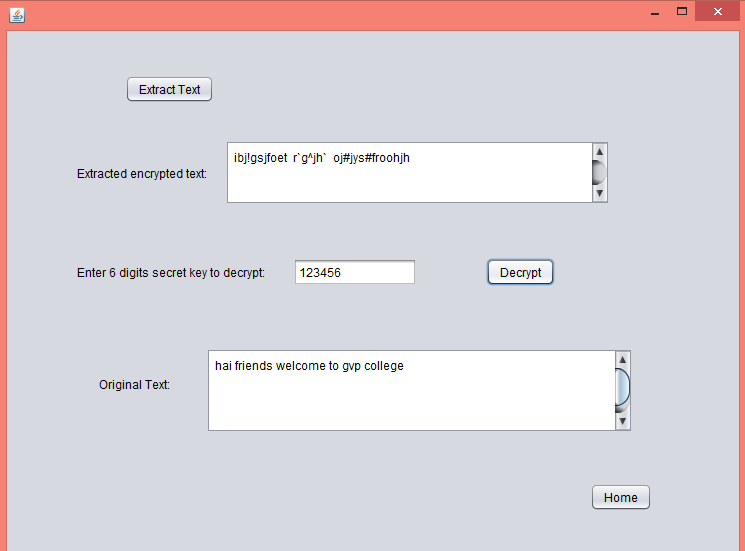 Extract Text
Extracted encrypted text:
ibj!gsjfoet  r`g^jh`  oj#jys#froohjh
Enter 6 digits secret key to decrypt:
123456
Decrypt
Original Text:
hai friends welcome to gvp college
Home